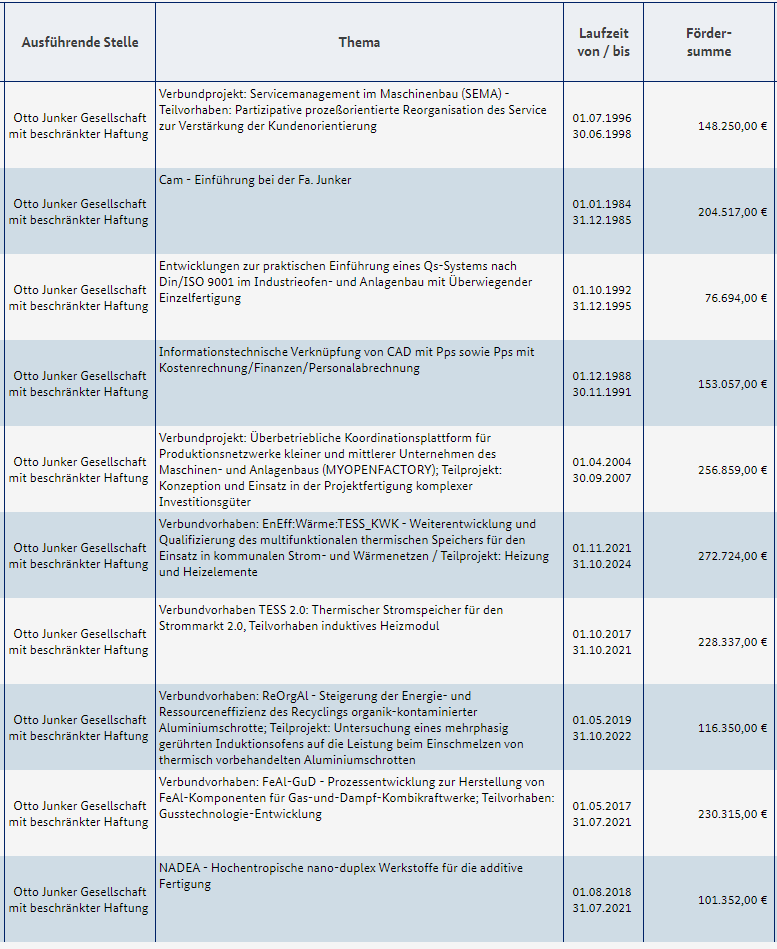 Ausführende Stelle
Thema
Laufzeit
von / bis
Förder-
summe
Otto Junker Gesellschaft
mit beschränkter Haftung
Verbundprojekt: Servicemanagement im Maschinenbau (SEMA) -
Teilvorhaben: Partizipative prozeßorientierte Reorganisation des Service
zur Verstärkung der Kundenorientierung
01.07.1996
30.06.1998
148.250,00 €
Otto Junker Gesellschaft
mit beschränkter Haftung
Cam - Einführung bei der Fa. Junker
01.01.1984
31.12.1985
204.517,00 €
Otto Junker Gesellschaft
mit beschränkter Haftung
Entwicklungen zur praktischen Einführung eines Qs-Systems nach
Din/ISO 9001 im Industrieofen- und Anlagenbau mit Überwiegender
Einzelfertigung
01.10.1992
31.12.1995
76.694,00 €
Otto Junker Gesellschaft
mit beschränkter Haftung
Informationstechnische Verknüpfung von CAD mit Pps sowie Pps mit
Kostenrechnung/Finanzen/Personalabrechnung
01.12.1988
30.11.1991
153.057,00 €
Otto Junker Gesellschaft
mit beschränkter Haftung
Verbundprojekt: Überbetriebliche Koordinationsplattform für
Produktionsnetzwerke kleiner und mittlerer Unternehmen des
Maschinen- und Anlagenbaus (MYOPENFACTORY); Teilprojekt:
Konzeption und Einsatz in der Projektfertigung komplexer
Investitionsgüter
01.04.2004
30.09.2007
256.859,00 €
Otto Junker Gesellschaft
mit beschränkter Haftung
Verbundvorhaben: EnEff:Wärme:TESS_KWK - Weiterentwicklung und
Qualifizierung des multifunktionalen thermischen Speichers für den
Einsatz in kommunalen Strom- und Wärmenetzen / Teilprojekt: Heizung
und Heizelemente
01.11.2021
31.10.2024
272.724,00 €
Otto Junker Gesellschaft
mit beschränkter Haftung
Verbundvorhaben TESS 2.0: Thermischer Stromspeicher für den
Strommarkt 2.0, Teilvorhaben induktives Heizmodul
01.10.2017
31.10.2021
228.337,00 €
Otto Junker Gesellschaft
mit beschränkter Haftung
Verbundvorhaben: ReOrgAl - Steigerung der Energie- und
Ressourceneffizienz des Recyclings organik-kontaminierter
Aluminiumschrotte; Teilprojekt: Untersuchung eines mehrphasig
gerührten Induktionsofens auf die Leistung beim Einschmelzen von
thermisch vorbehandelten Aluminiumschrotten
01.05.2019
31.10.2022
116.350,00 €
Otto Junker Gesellschaft
mit beschränkter Haftung
Verbundvorhaben: FeAl-GuD - Prozessentwicklung zur Herstellung von
FeAl-Komponenten für Gas-und-Dampf-Kombikraftwerke; Teilvorhaben:
Gusstechnologie-Entwicklung
01.05.2017
31.07.2021
230.315,00 €
Otto Junker Gesellschaft
mit beschränkter Haftung
NADEA - Hochentropische nano-duplex Werkstoffe für die additive
Fertigung
01.08.2018
31.07.2021
101.352,00 €